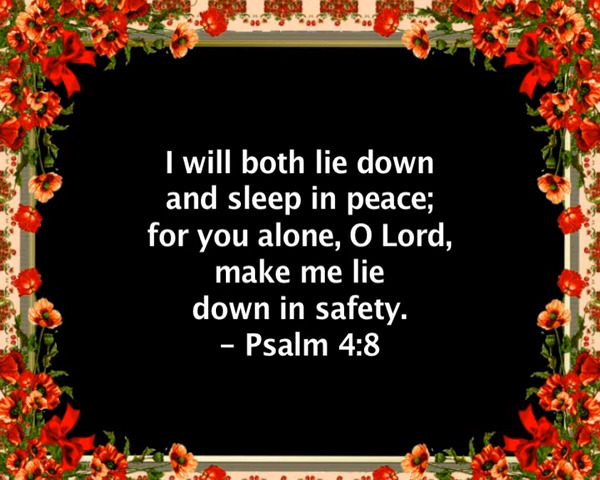 I will both lie down
and sleep in peace;
for you alone, O Lord,
make me lie
down in safety.
– Psalm 4:8